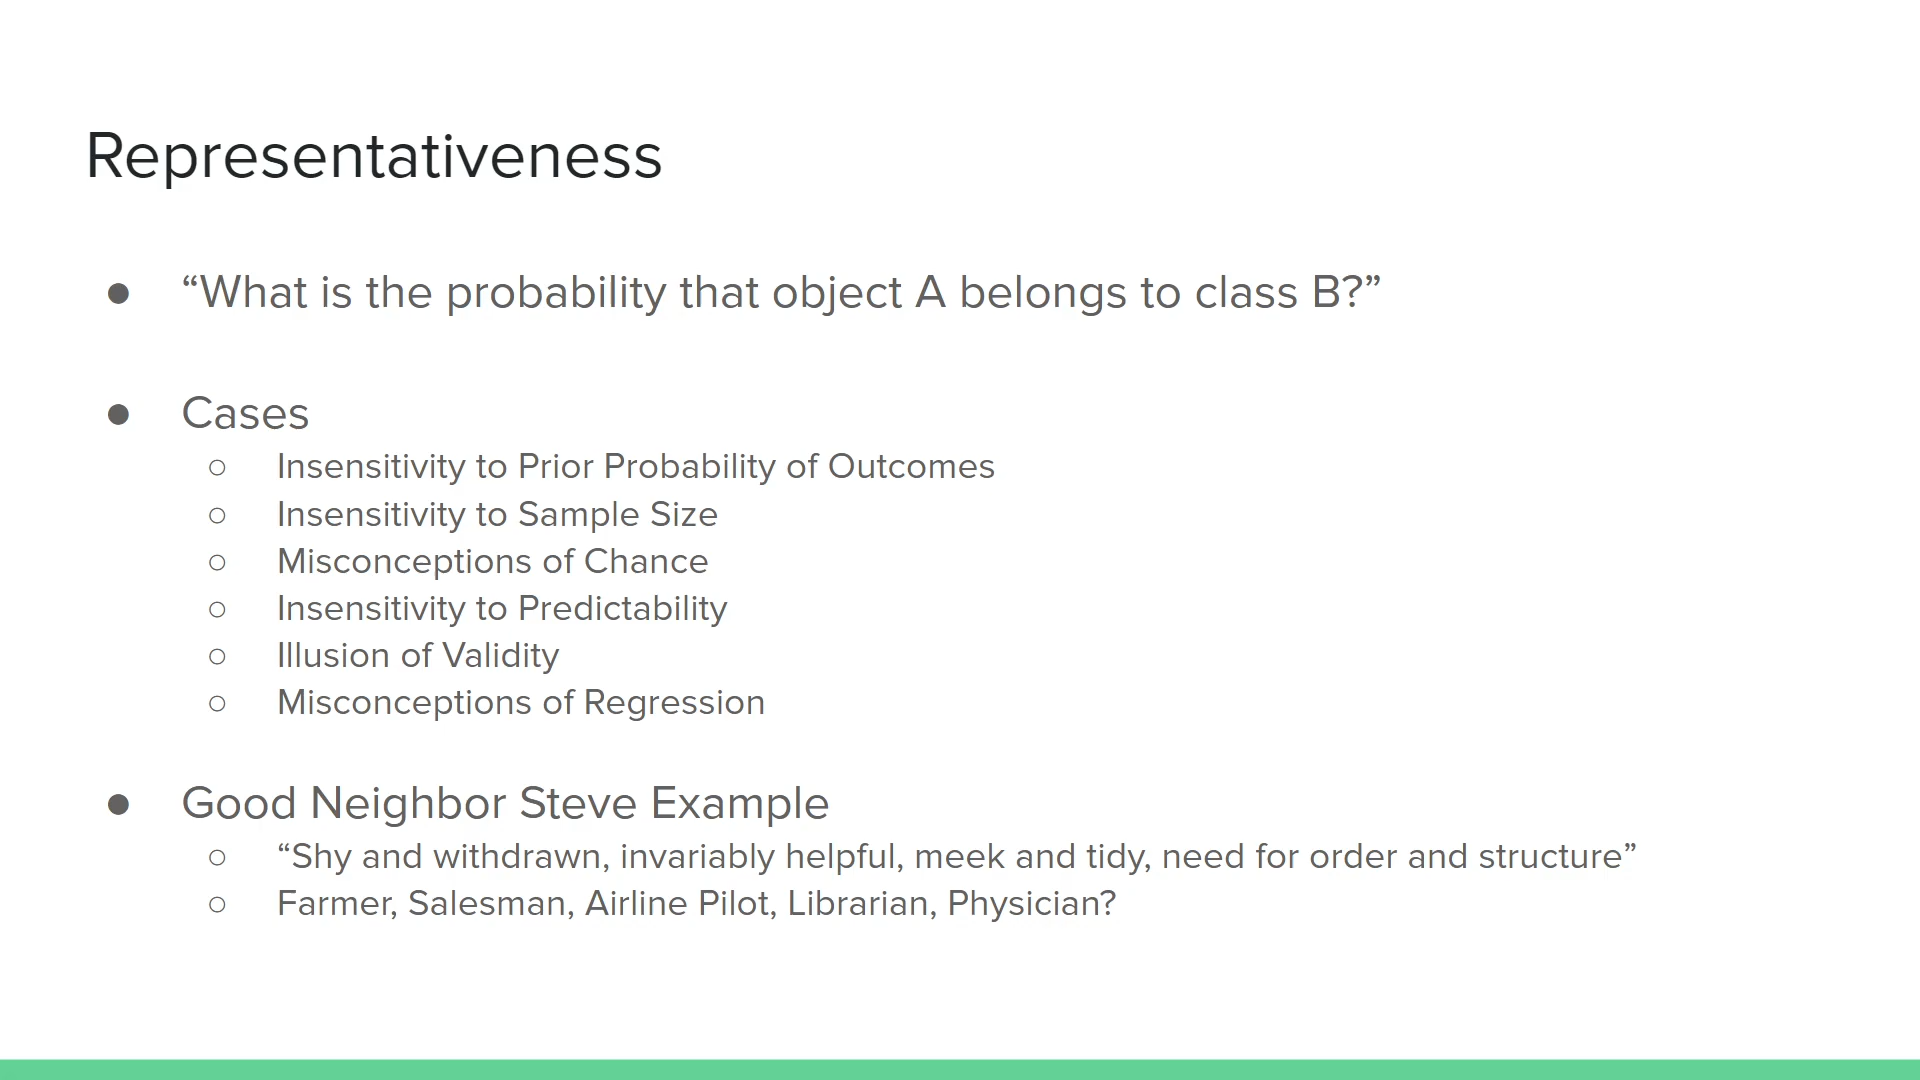 Representativeness
● “What is the probability that object A belongs to class B?”
● Cases
○ Insensitivity to Prior Probability of Outcomes
○ Insensitivity to Sample Size
○ Misconceptions of Chance
○ Insensitivity to Predictability
○ Illusion of Validity
○ Misconceptions of Regression
● Good Neighbor Steve Example
○ “Shy and withdrawn, invariably helpful, meek and tidy, need for order and structure”
○ Farmer, Salesman, Airline Pilot, Librarian, Physician?